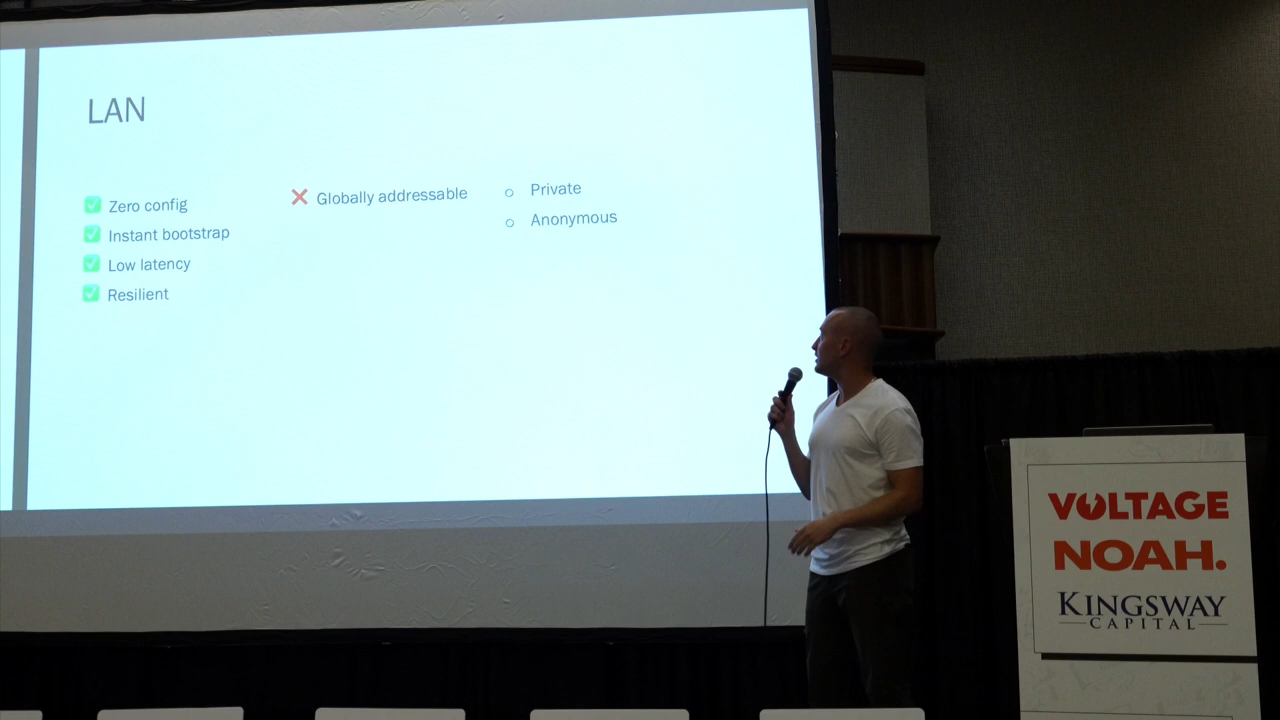 LAN
✅ Zero config
✅ Instant bootstrap
✅ Low latency
✅ Resilient
❌ Globally addressable
○ Private
○ Anonymous
VOLTAGE
NOAH.
KINGSWAY
CAPITAL